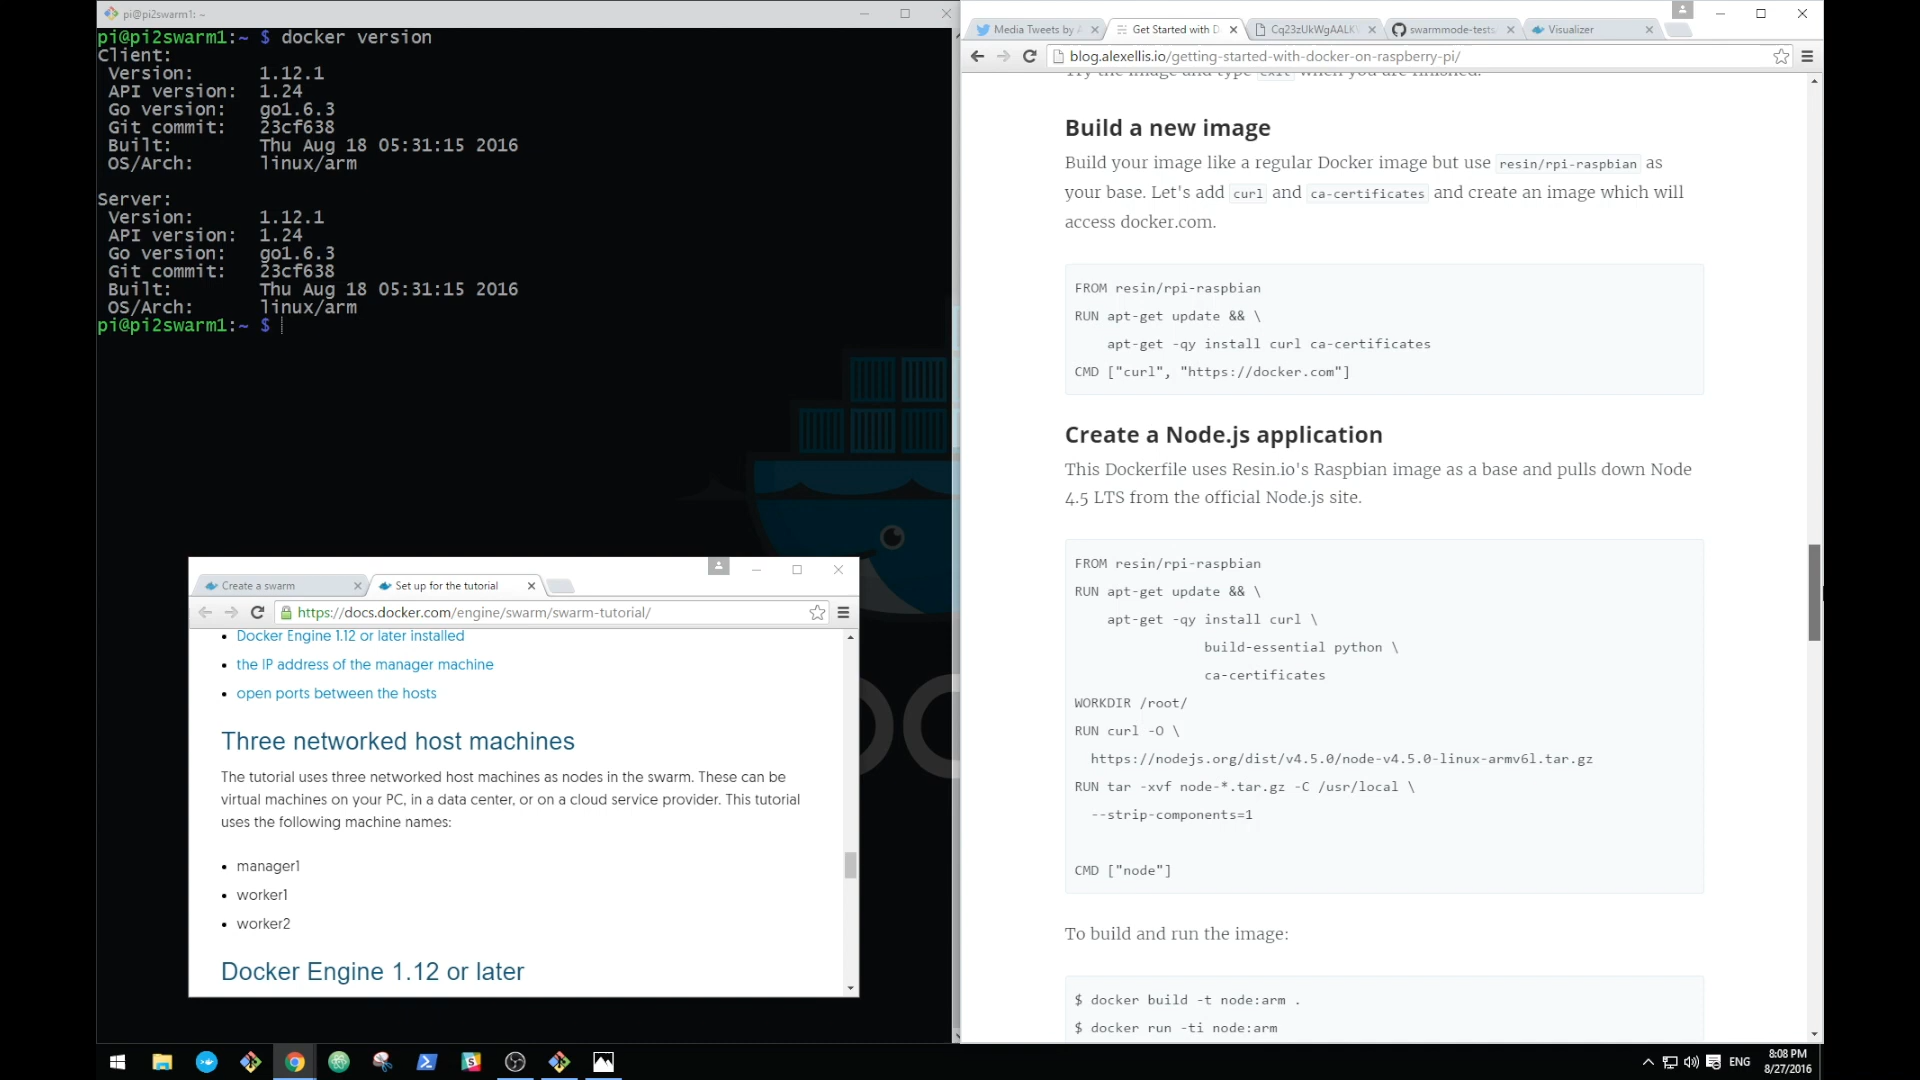 pi@pi2swarm1: ~
pi@pi2swarm1:~ $ docker version
Client:
Version: 1.12.1
API version: 1.24
Go version: go1.6.3
Git commit: 23cf638
Built: Thu Aug 18 05:31:15 2016
OS/Arch: linux/arm
Server:
Version: 1.12.1
API version: 1.24
Go version: go1.6.3
Git commit: 23cf638
Built: Thu Aug 18 05:31:15 2016
OS/Arch: linux/arm
pi@pi2swarm1:~ $
Create a swarm
Set up for the tutorial
https://docs.docker.com/engine/swarm/swarm-tutorial/
• Docker Engine 1.12 or later installed
• the IP address of the manager machine
• open ports between the hosts
Three networked host machines
The tutorial uses three networked host machines as nodes in the swarm. These can be
virtual machines on your PC, in a data center, or on a cloud service provider. This tutorial
uses the following machine names:
• manager1
• worker1
• worker2
Docker Engine 1.12 or later
Media Tweets by A
Get Started with D
Cq23zUkWgAALK
swarmmode-tests
Visualizer
blog.alexellis.io/getting-started-with-docker-on-raspberry-pi/
Try the image and type exit when you are finished.
Build a new image
Build your image like a regular Docker image but use resin/rpi-raspbian as
your base. Let's add curl and ca-certificates and create an image which will
access docker.com.
FROM resin/rpi-raspbian
RUN apt-get update && \
apt-get -qy install curl ca-certificates
CMD ["curl", "https://docker.com"]
Create a Node.js application
This Dockerfile uses Resin.io's Raspbian image as a base and pulls down Node
4.5 LTS from the official Node.js site.
FROM resin/rpi-raspbian
RUN apt-get update && \
apt-get -qy install curl \
build-essential python \
ca-certificates
WORKDIR /root/
RUN curl -O \
https://nodejs.org/dist/v4.5.0/node-v4.5.0-linux-armv6l.tar.gz
RUN tar -xvf node-*.tar.gz -C /usr/local \
--strip-components=1
CMD ["node"]
To build and run the image:
$ docker build -t node:arm .
$ docker run -ti node:arm
ENG
8:08 PM
8/27/2016